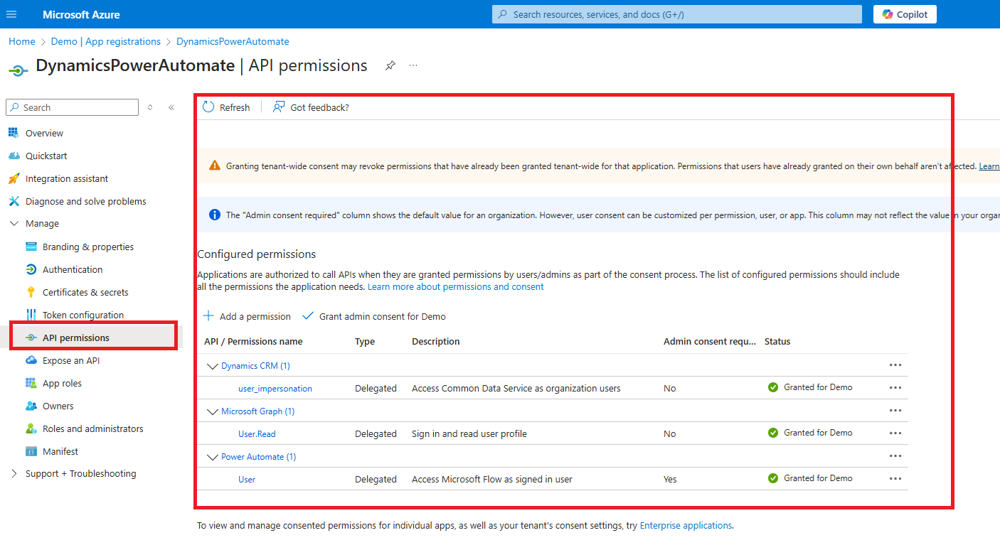 Microsoft Azure
Search resources, services, and docs (G+/)
Copilot
Home > Demo | App registrations > DynamicsPowerAutomate
DynamicsPowerAutomate | API permissions
Search
Overview
Quickstart
Integration assistant
Diagnose and solve problems
Manage
Branding & properties
Authentication
Certificates & secrets
Token configuration
API permissions
Expose an API
App roles
Owners
Roles and administrators
Manifest
Support + Troubleshooting
Refresh
Got feedback?
Granting tenant-wide consent may revoke permissions that have already been granted tenant-wide for that application. Permissions that users have already granted on their own behalf aren't affected. Learn
The "Admin consent required" column shows the default value for an organization. However, user consent can be customized per permission, user, or app. This column may not reflect the value in your orga
Configured permissions
Applications are authorized to call APIs when they are granted permissions by users/admins as part of the consent process. The list of configured permissions should include
all the permissions the application needs. Learn more about permissions and consent
Add a permission
Grant admin consent for Demo
API / Permissions name Type Description Admin consent requ... Status
Dynamics CRM (1)
user_impersonation Delegated Access Common Data Service as organization users No Granted for Demo
Microsoft Graph (1)
User.Read Delegated Sign in and read user profile No Granted for Demo
Power Automate (1)
User Delegated Access Microsoft Flow as signed in user Yes Granted for Demo
To view and manage consented permissions for individual apps, as well as your tenant's consent settings, try Enterprise applications.